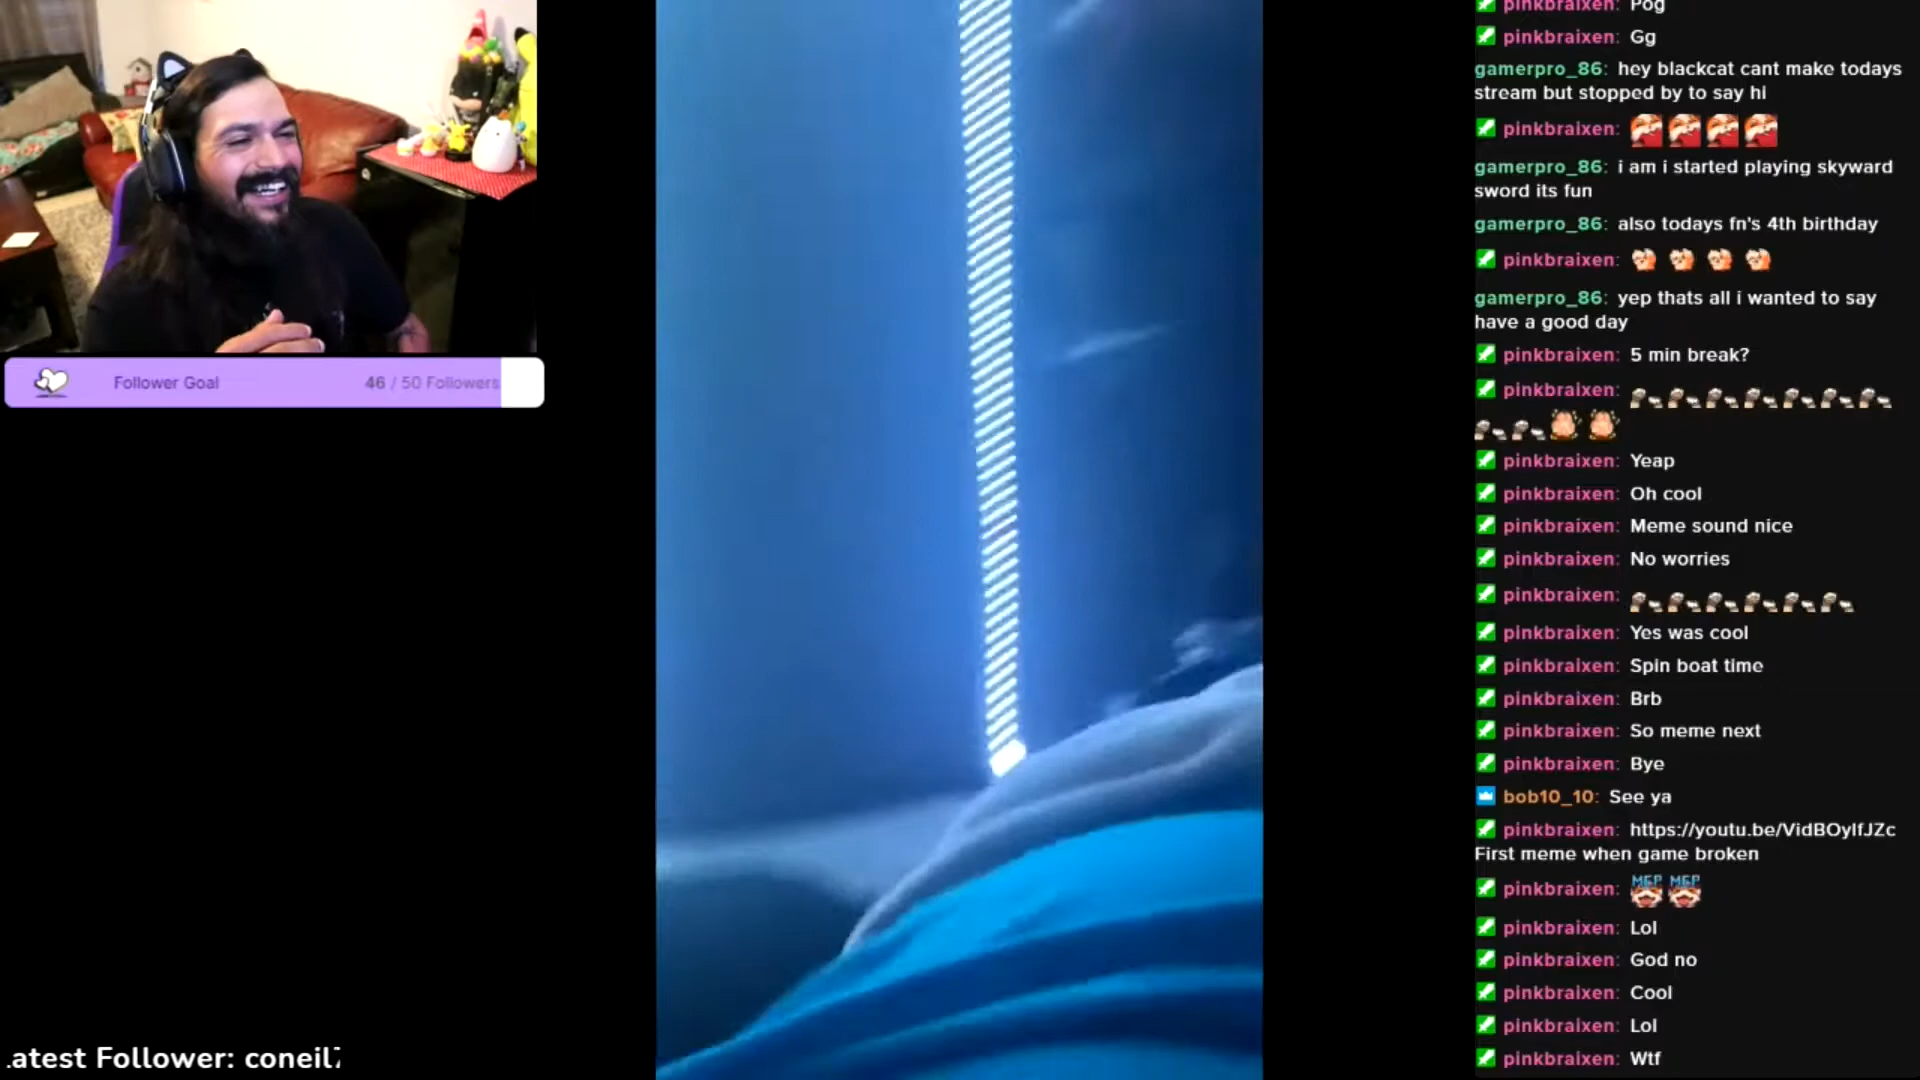 Follower Goal
46 / 50 Followers
.atest Follower: coneil7
pinkbraixen: Pog
pinkbraixen: Gg
gamerpro_86: hey blackcat cant make todays
stream but stopped by to say hi
pinkbraixen:
gamerpro_86: i am i started playing skyward
sword its fun
gamerpro_86: also todays fn's 4th birthday
pinkbraixen:
gamerpro_86: yep thats all i wanted to say
have a good day
pinkbraixen: 5 min break?
pinkbraixen:
pinkbraixen: Yeap
pinkbraixen: Oh cool
pinkbraixen: Meme sound nice
pinkbraixen: No worries
pinkbraixen:
pinkbraixen: Yes was cool
pinkbraixen: Spin boat time
pinkbraixen: Brb
pinkbraixen: So meme next
pinkbraixen: Bye
bob10_10: See ya
pinkbraixen: https://youtu.be/VidBOyIfJZc
First meme when game broken
pinkbraixen: MGP MGP
pinkbraixen: Lol
pinkbraixen: God no
pinkbraixen: Cool
pinkbraixen: Lol
pinkbraixen: Wtf